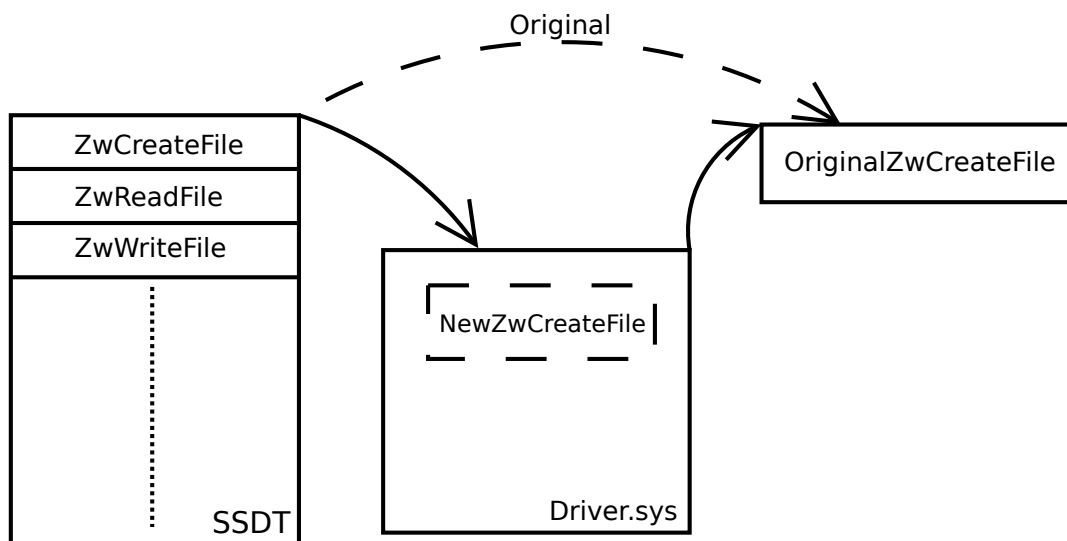 Original
ZwCreateFile
ZwReadFile
ZwWriteFile
SSDT
NewZwCreateFile
Driver.sys
OriginalZwCreateFile